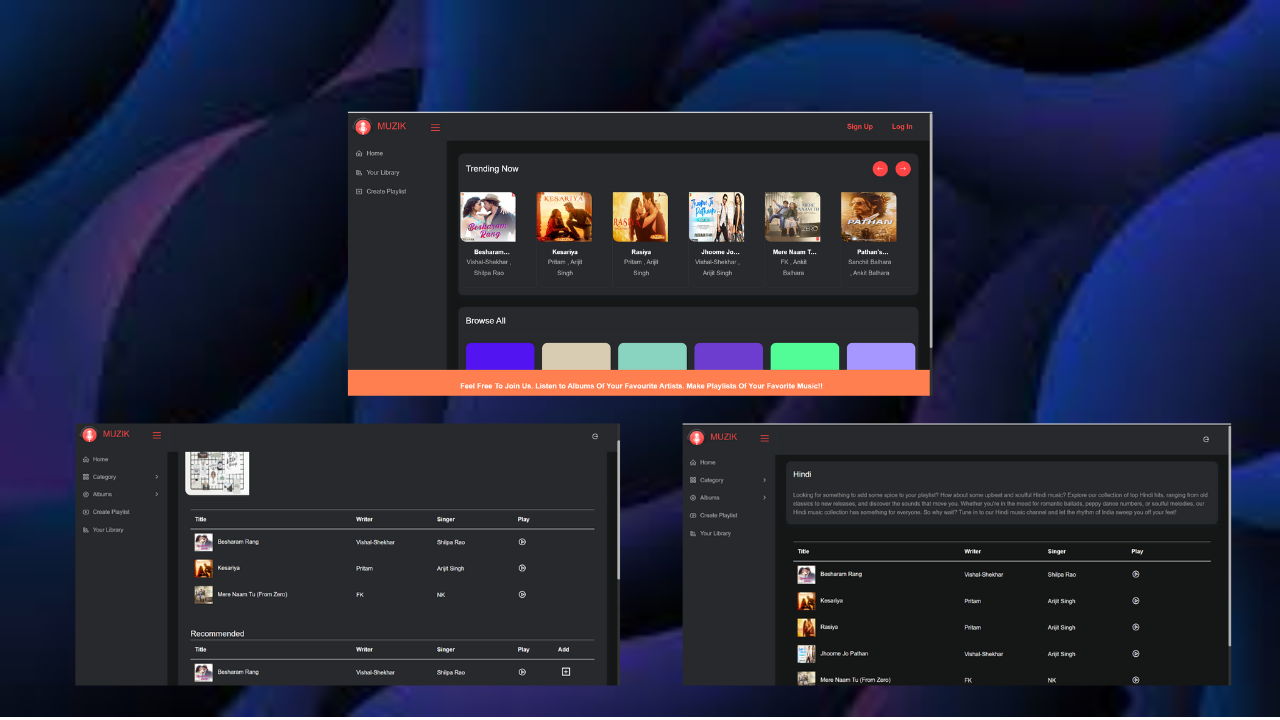 MUZIK
Sign Up Log In
Home
Your Library
Create Playlist
Trending Now
Besharam Rang
KESARIYA
PATHAN
Besharam... Kesariya Rasiya Jhoome Jo... Mere Naam T... Pathan's...
Vishal-Shekhar , Pritam , Arijit Pritam , Arijit Vishal-Shekhar , FK , Ankit Sanchit Balhara
Shilpa Rao Singh Singh Arijit Singh Balhara , Ankit Balhara
Browse All
Feel Free To Join Us. Listen to Albums Of Your Favourite Artists. Make Playlists Of Your Favorite Music!!
MUZIK
Home
Category
Albums
Create Playlist
Your Library
Title Writer Singer Play
Besharam Rang Vishal-Shekhar Shilpa Rao
Kesariya Pritam Arijit Singh
Mere Naam Tu (From Zero) FK NK
Recommended
Title Writer Singer Play Add
Besharam Rang Vishal-Shekhar Shilpa Rao
MUZIK
Home
Category
Albums
Create Playlist
Your Library
Hindi
Looking for something to add some spice to your playlist? How about some upbeat and soulful Hindi music? Explore our collection of top Hindi hits, ranging from old
classics to new releases, and discover the sounds that move you. Whether you're in the mood for romantic ballads, peppy dance numbers, or soulful melodies, our
Hindi music collection has something for everyone. So why wait? Tune in to our Hindi music channel and let the rhythm of India sweep you off your feet!
Title Writer Singer Play
Besharam Rang Vishal-Shekhar Shilpa Rao
Kesariya Pritam Arijit Singh
Rasiya Pritam Arijit Singh
Jhoome Jo Pathan Vishal-Shekhar Arijit Singh
Mere Naam Tu (From Zero) FK NK